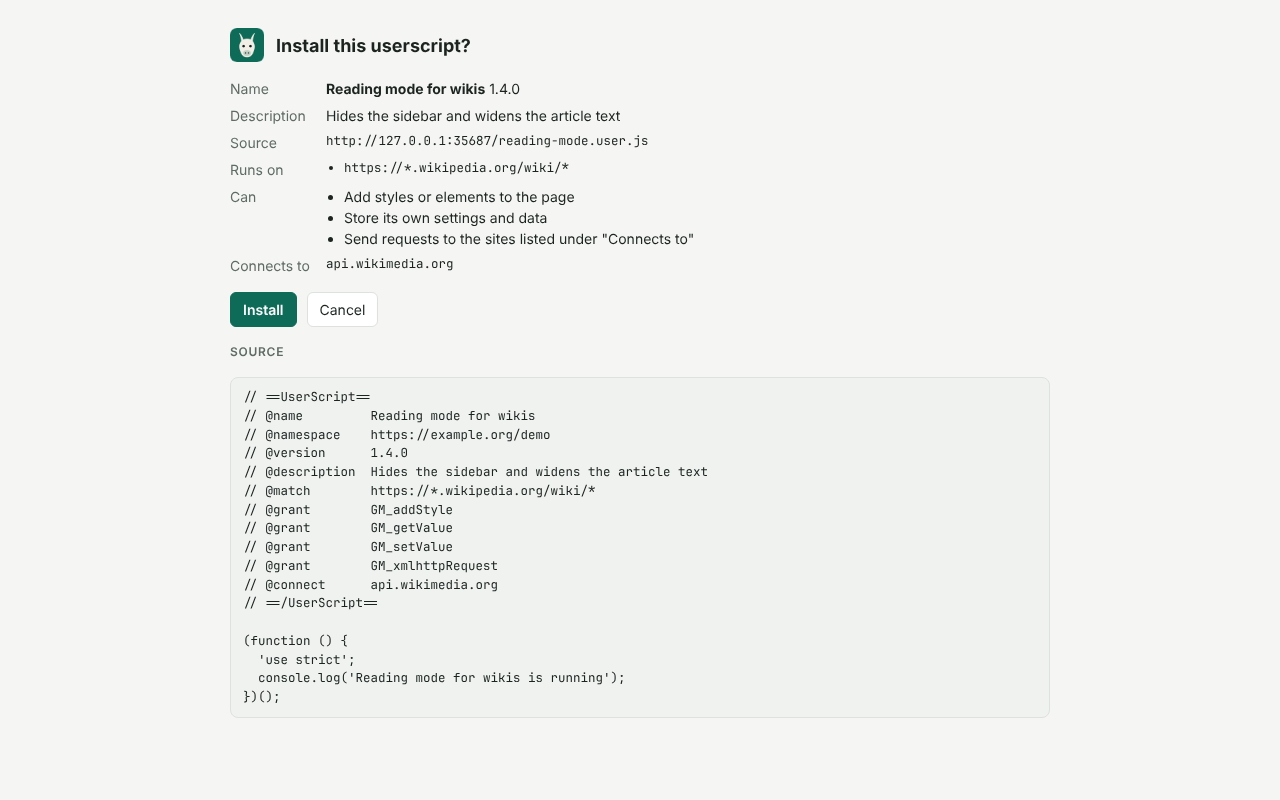 Install this userscript?
Name Reading mode for wikis 1.4.0
Description Hides the sidebar and widens the article text
Source http://127.0.0.1:35687/reading-mode.user.js
Runs on • https://*.wikipedia.org/wiki/*
Can • Add styles or elements to the page
• Store its own settings and data
• Send requests to the sites listed under "Connects to"
Connects to api.wikimedia.org
Install Cancel
SOURCE
// ==UserScript==
// @name         Reading mode for wikis
// @namespace    https://example.org/demo
// @version      1.4.0
// @description  Hides the sidebar and widens the article text
// @match        https://*.wikipedia.org/wiki/*
// @grant        GM_addStyle
// @grant        GM_getValue
// @grant        GM_setValue
// @grant        GM_xmlhttpRequest
// @connect      api.wikimedia.org
// ==/UserScript==
(function () {
  'use strict';
  console.log('Reading mode for wikis is running');
})();